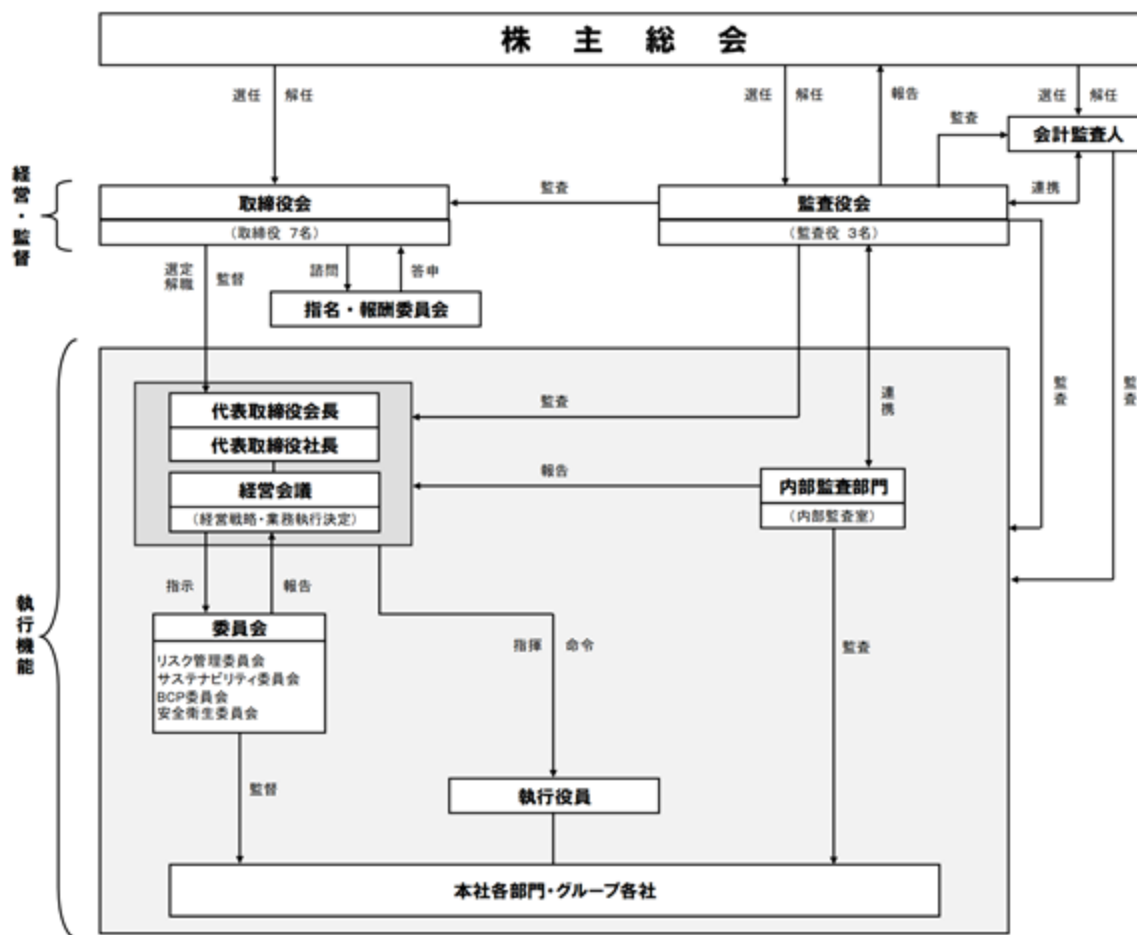 株主総会
選任 解任
選任 解任
報告
選任 解任
監査
会計監査人
経営・監督
取締役会
(取締役 7名)
監査
監査役会
(監査役 3名)
連携
選定
解職
監督
諮問
答申
指名・報酬委員会
執行機能
代表取締役会長
代表取締役社長
経営会議
(経営戦略・業務執行決定)
監査
連携
監査
監査
報告
内部監査部門
(内部監査室)
指示
報告
委員会
リスク管理委員会
サステナビリティ委員会
BCP委員会
安全衛生委員会
指揮 命令
監査
監督
執行役員
本社各部門・グループ各社